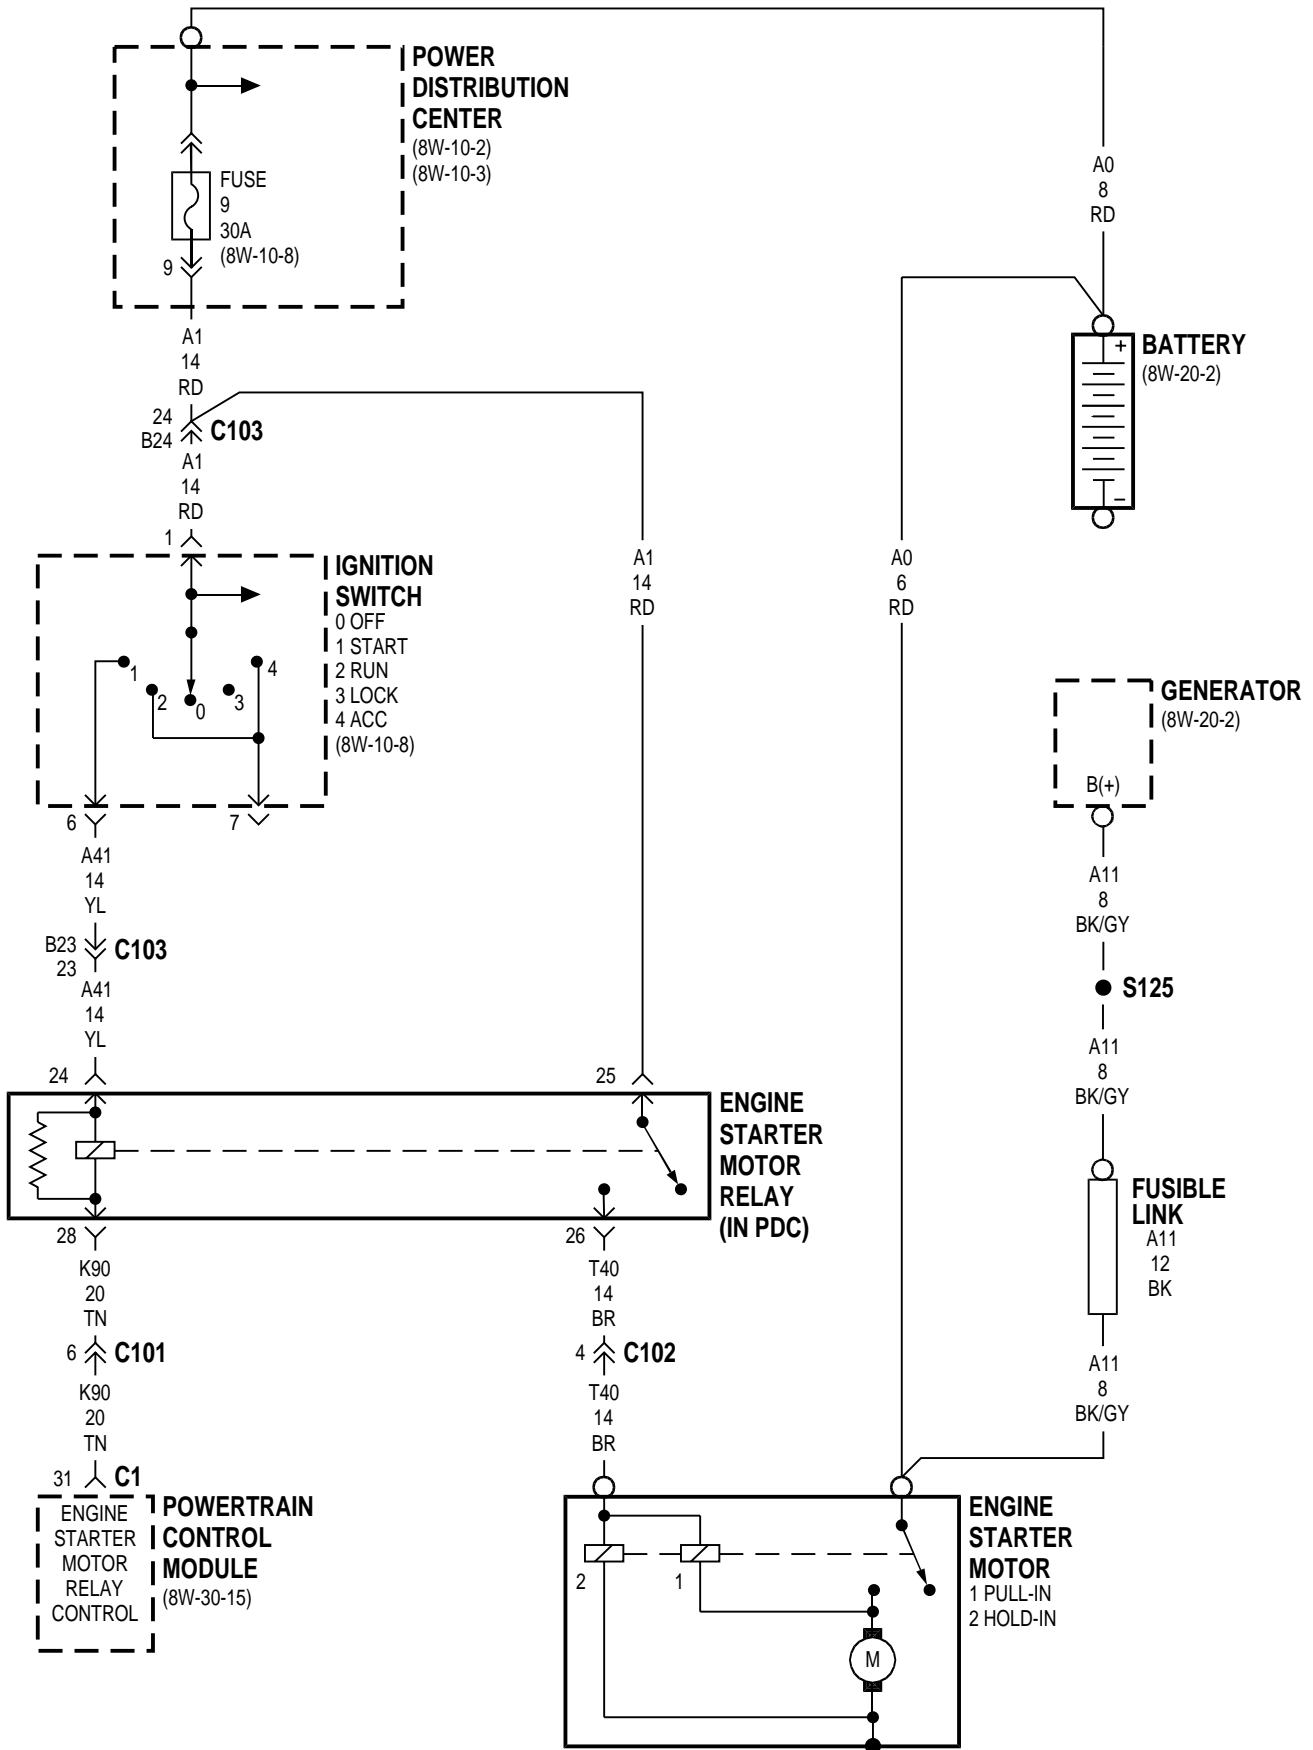 POWER
DISTRIBUTION
CENTER
(8W-10-2)
(8W-10-3)
FUSE
9
30A
(8W-10-8)
9
A0
8
RD
A1
14
RD
24
B24
C103
A1
14
RD
1
+
BATTERY
(8W-20-2)
−
IGNITION
SWITCH
0 OFF
1 START
2 RUN
3 LOCK
4 ACC
(8W-10-8)
1
2
0
3
4
6
7
A1
14
RD
A0
6
RD
GENERATOR
(8W-20-2)
B(+)
A41
14
YL
B23
23
C103
A41
14
YL
A11
8
BK/GY
S125
A11
8
BK/GY
24
25
ENGINE
STARTER
MOTOR
RELAY
(IN PDC)
28
26
FUSIBLE
LINK
A11
12
BK
K90
20
TN
6
C101
K90
20
TN
31
C1
T40
14
BR
4
C102
T40
14
BR
A11
8
BK/GY
ENGINE
STARTER
MOTOR
RELAY
CONTROL
POWERTRAIN
CONTROL
MODULE
(8W-30-15)
2
1
M
ENGINE
STARTER
MOTOR
1 PULL-IN
2 HOLD-IN